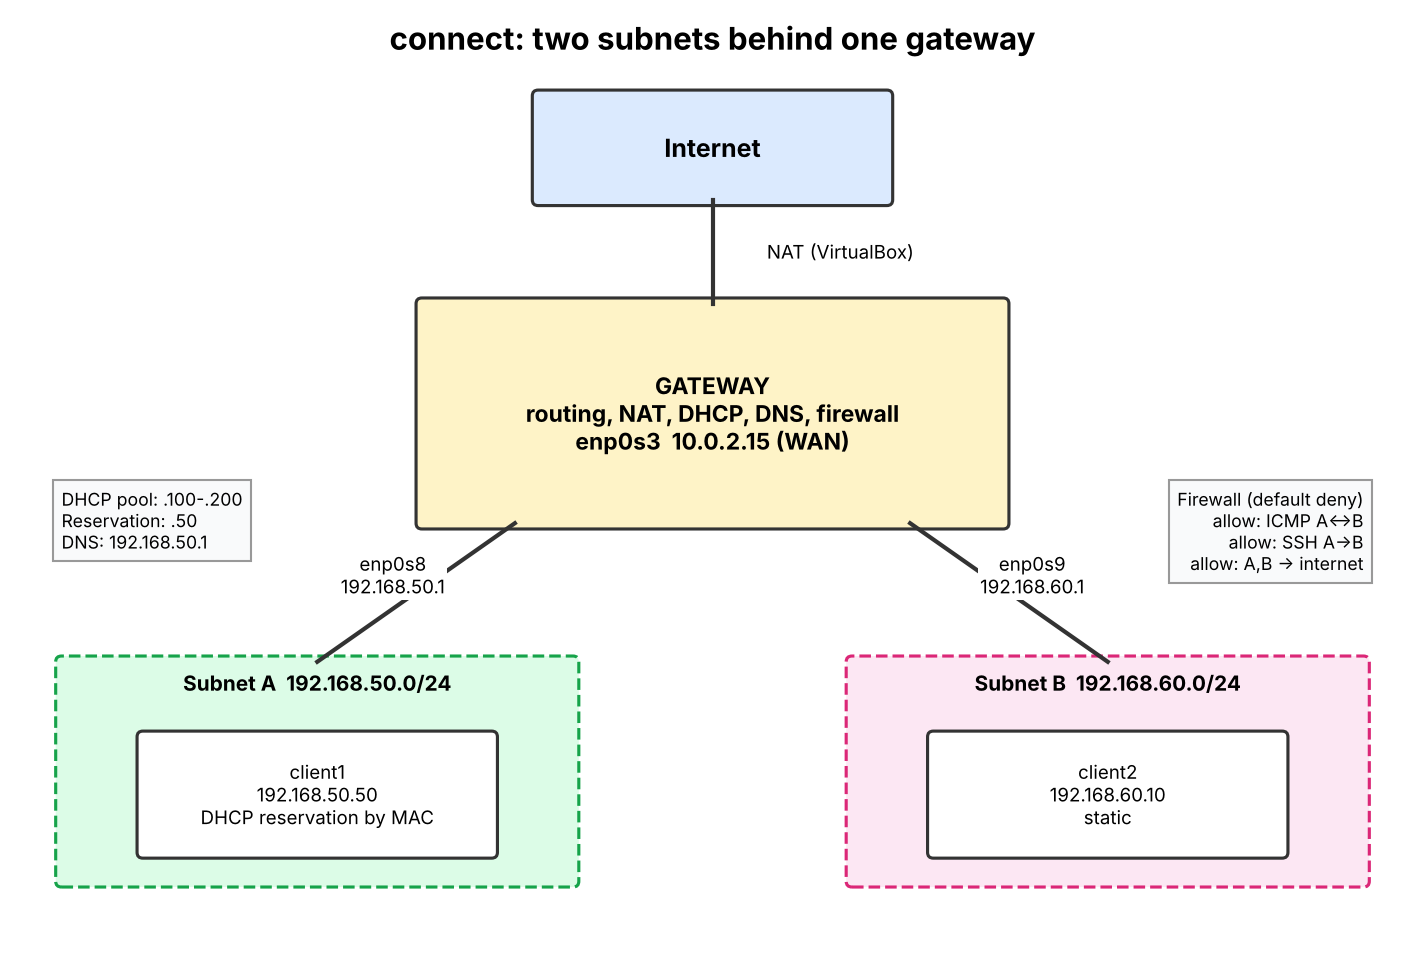 connect: two subnets behind one gateway
Internet
NAT (VirtualBox)
GATEWAY
routing, NAT, DHCP, DNS, firewall
enp0s3  10.0.2.15 (WAN)
DHCP pool: .100-.200
Reservation: .50
DNS: 192.168.50.1
Firewall (default deny)
allow: ICMP A↔B
allow: SSH A→B
allow: A,B → internet
enp0s8
192.168.50.1
enp0s9
192.168.60.1
Subnet A  192.168.50.0/24
client1
192.168.50.50
DHCP reservation by MAC
Subnet B  192.168.60.0/24
client2
192.168.60.10
static